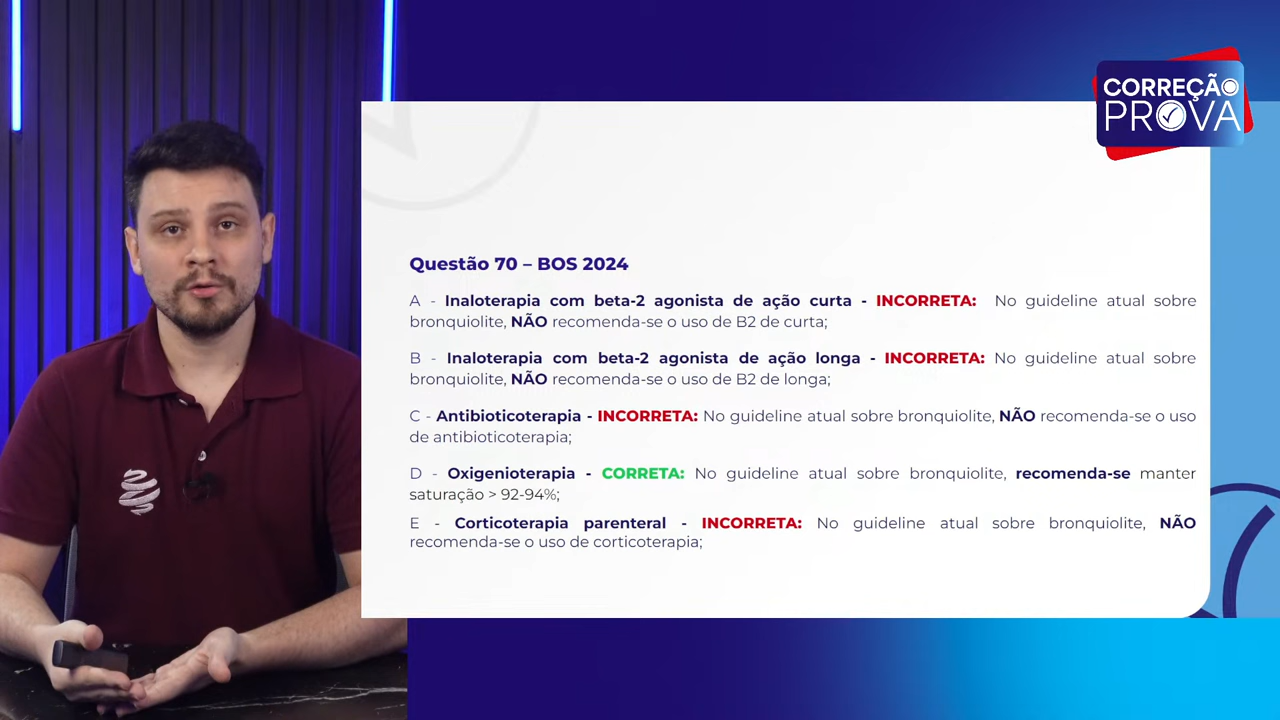 CORREÇÃO
PROVA
Questão 70 – BOS 2024
A - Inaloterapia com beta-2 agonista de ação curta - INCORRETA: No guideline atual sobre
bronquiolite, NÃO recomenda-se o uso de B2 de curta;
B - Inaloterapia com beta-2 agonista de ação longa - INCORRETA: No guideline atual sobre
bronquiolite, NÃO recomenda-se o uso de B2 de longa;
C - Antibioticoterapia - INCORRETA: No guideline atual sobre bronquiolite, NÃO recomenda-se o uso
de antibioticoterapia;
D - Oxigenioterapia - CORRETA: No guideline atual sobre bronquiolite, recomenda-se manter
saturação > 92-94%;
E - Corticoterapia parenteral - INCORRETA: No guideline atual sobre bronquiolite, NÃO
recomenda-se o uso de corticoterapia;